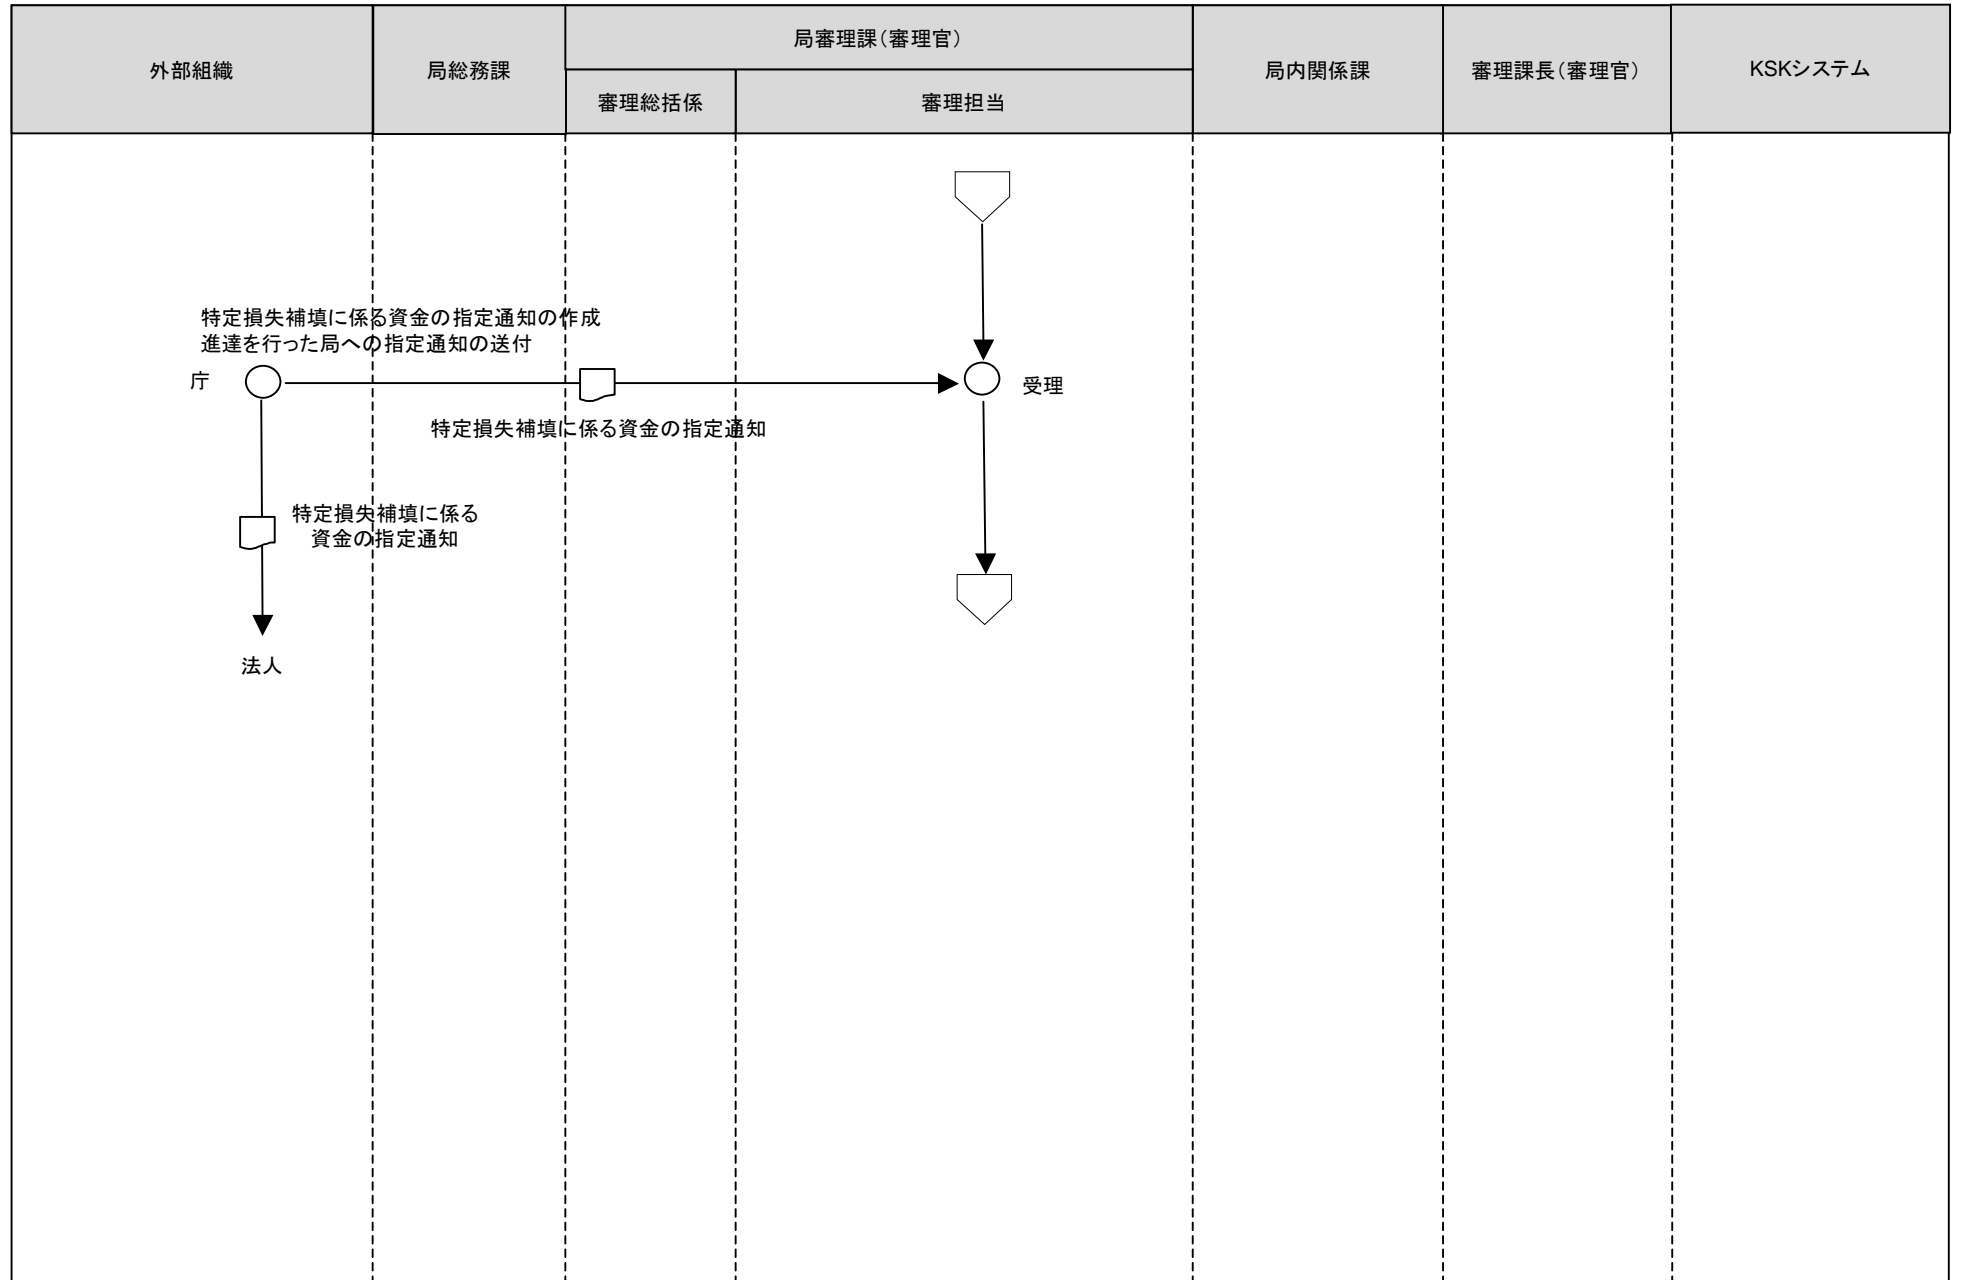 外部組織
局総務課
局審理課（審理官）
審理総括係
審理担当
局内関係課
審理課長（審理官）
KSKシステム
特定損失補填に係る資金の指定通知の作成
進達を行った局への指定通知の送付
庁
受理
特定損失補填に係る資金の指定通知
特定損失補填に係る
資金の指定通知
法人